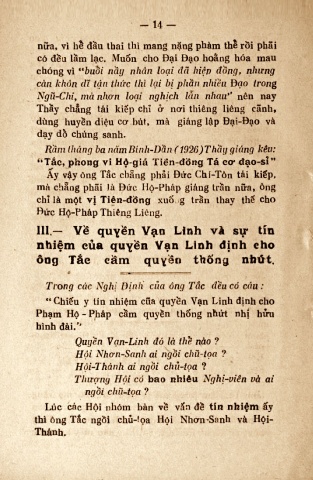 — 14 —
nữa, vì hể đầu thai thì mang nặng phàm thể rồi phải
có lầm lạc. Muốn cho Đại Đạo hoằng hóa mau
chóng vì "buổi nầy nhân loại đã hiệp đồng, nhưng
càn khôn dĩ tận thức thì lại bị phần nhiều Đạo trong
Ngũ-Chi, mà nhơn loại nghịch lẫn nhau" nên nay
Thầy chẳng tái kiếp chỉ ở nơi thiêng liêng cảnh,
dùng huyền diệu cơ bút, mà giáng lập Đại-Đạo và
dạy dổ chúng sanh.
Rằm tháng ba năm Bính-Dần (1926) Thầy giáng kêu:
"Tắc, phong vi Hộ-giá Tiên-đồng Tá cơ đạo-sĩ"
Ấy vậy ông Tắc chẳng phải Đức Chí-Tôn tái kiếp,
mà chẳng phải là Đức Hộ-Pháp giáng trần nữa, ông
chỉ là một vị Tiên-đồng xuống trần thay thế cho
Đức Hộ-Pháp Thiêng Liêng.
III.— Về quyền Vạn Linh và sự tín
nhiệm của quyền Vạn Linh định cho
ông Tắc cầm quyền thống nhứt.
Trong các Nghị Định của ông Tắc đều có câu:
"Chiếu y tín nhiệm của quyền Vạn Linh định cho
Phạm Hộ-Pháp cầm quyền thống nhứt nhị hửu
hình đài."
Quyền Vạn-Linh đó là thế nào ?
Hội Nhơn-Sanh ai ngồi chủ-tọa ?
Hội-Thánh ai ngồi chủ-tọa ?
Thượng Hội có bao nhiêu Nghị-viên và ai
ngồi chủ-tọa ?
Lúc các Hội nhóm bàn về vấn đề tín nhiệm ấy
thì ông Tắc ngồi chủ-tọa Hội Nhơn-Sanh và Hội-
Thánh.